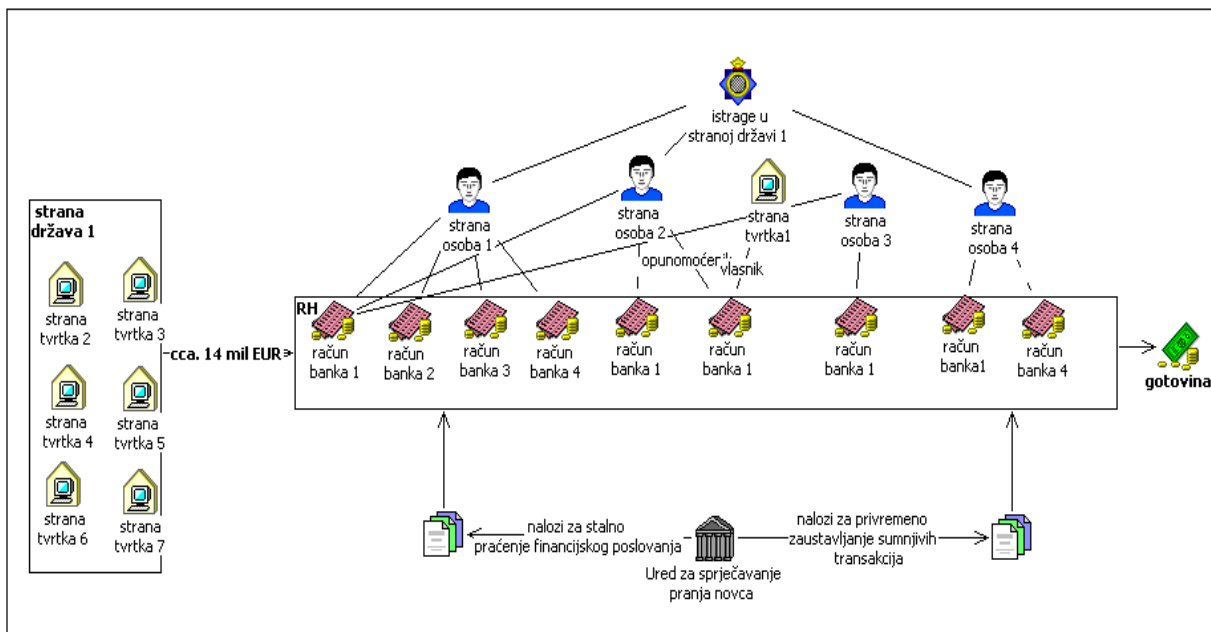 istrage u
stranoj državi 1
strana
osoba 1
strana
osoba 2
strana
tvrtka1
strana
osoba 3
strana
osoba 4
opunomoćenik
vlasnik
strana
država 1
strana
tvrtka 2
strana
tvrtka 3
strana
tvrtka 4
strana
tvrtka 5
strana
tvrtka 6
strana
tvrtka 7
cca. 14 mil EUR
RH
račun
banka 1
račun
banka 2
račun
banka 3
račun
banka 4
račun
banka 1
račun
banka 1
račun
banka 1
račun
banka1
račun
banka 4
gotovina
nalozi za stalno
praćenje financijskog poslovanja
Ured za sprječavanje
pranja novca
nalozi za privremeno
zaustavljanje sumnjivih
transakcija